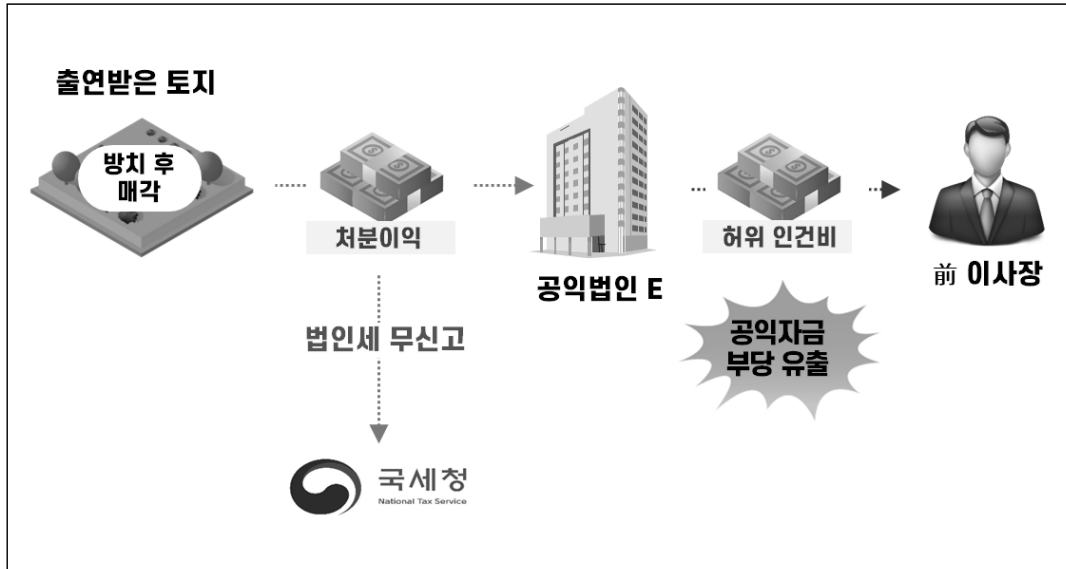 출연받은 토지
방치 후
매각
처분이익
공익법인 E
허위 인건비
前 이사장
법인세 무신고
공익자금
부당 유출
국세청
National Tax Service